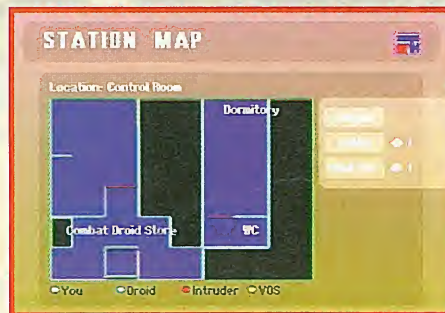 STATION MAP
Location: Control Room
Dormitory
Combat Droid Store
WC
You Droid Intruder VOS